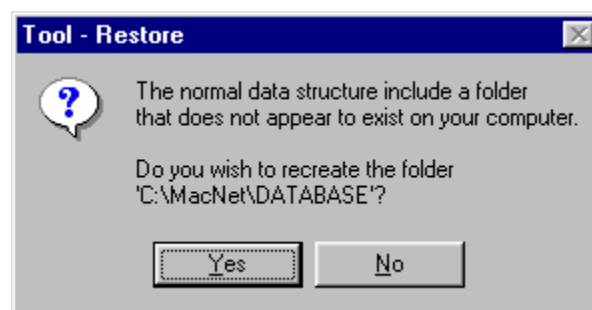 Tool - Restore
The normal data structure include a folder
that does not appear to exist on your computer.
Do you wish to recreate the folder
'C:\MacNet\DATABASE'?
Yes
No